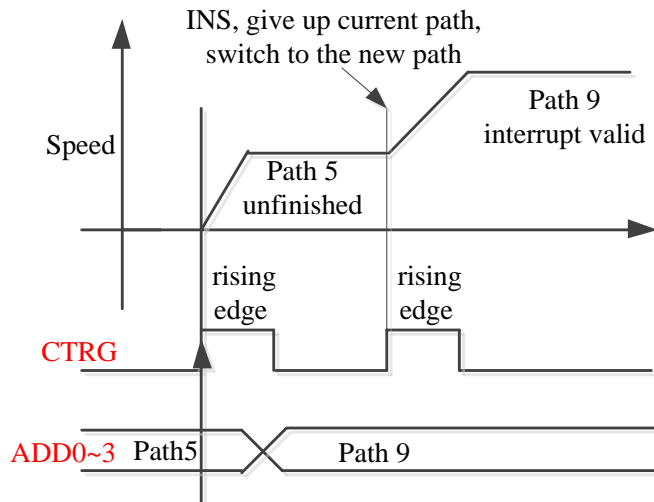 INS, give up current path,
switch to the new path
Path 9
interrupt valid
Speed
Path 5
unfinished
rising
edge
rising
edge
CTRG
ADD0~3
Path5
Path 9